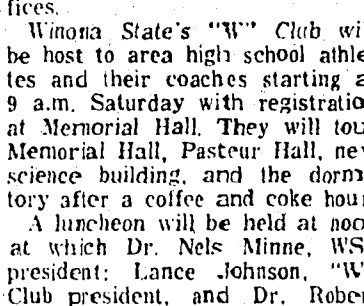 fices.
Winona State's "W" Club wi
be host to area high school athle
tes and their coaches starting a
9 a.m. Saturday with registratio
at Memorial Hall. They will tou
Memorial Hall, Pasteur Hall, ne
science building, and the dorm
tory after a coffee and coke hou
A luncheon will be held at noo
at which Dr. Nels Minne, WS
president; Lance Johnson, "W
Club president, and Dr. Rober